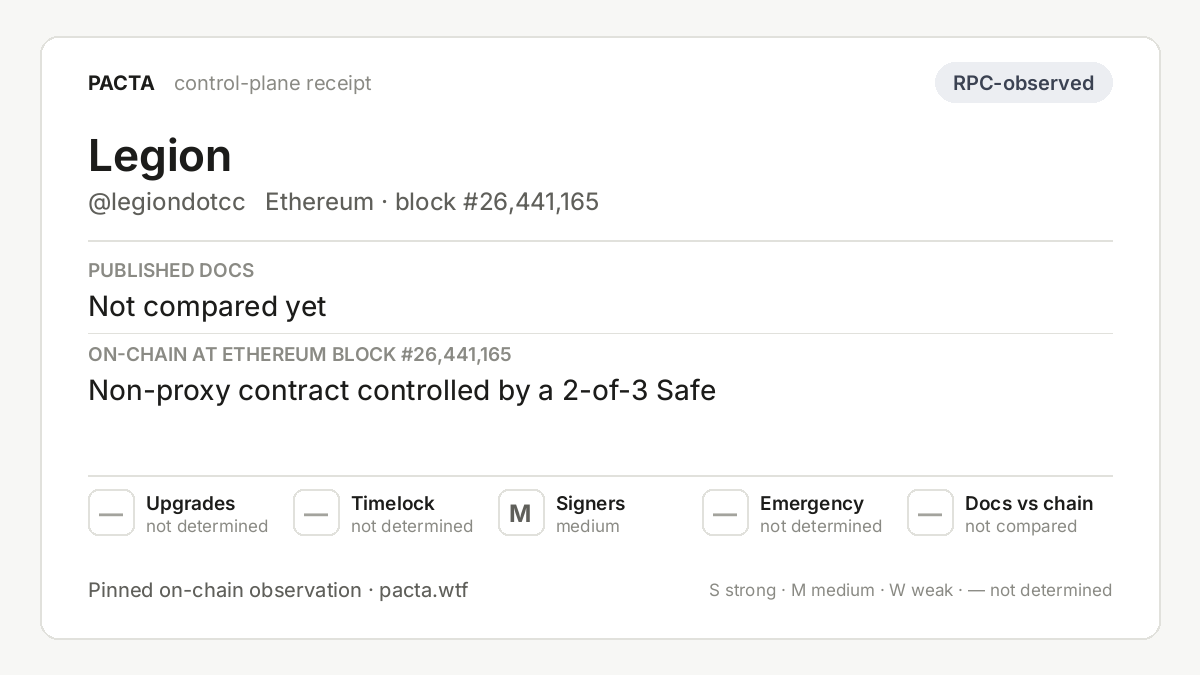 PACTA control-plane receipt RPC-observed
Legion
@legiondotcc Ethereum · block #26,441,165
PUBLISHED DOCS
Not compared yet
ON-CHAIN AT ETHEREUM BLOCK #26,441,165
Non-proxy contract controlled by a 2-of-3 Safe
— Upgrades not determined
— Timelock not determined
M Signers medium
— Emergency not determined
— Docs vs chain not compared
Pinned on-chain observation · pacta.wtf
S strong · M medium · W weak · — not determined